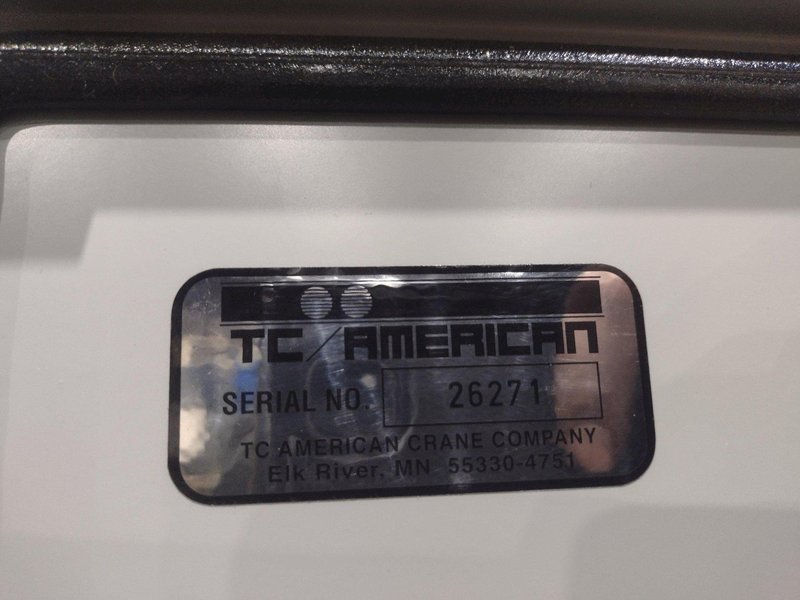 TC/AMERICAN
SERIAL NO. 26271
TC AMERICAN CRANE COMPANY
Elk River, MN 55330-4751